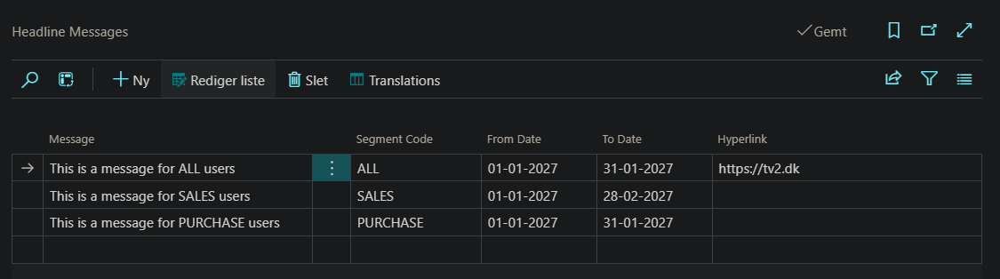 Headline Messages
Gemt
Ny Rediger liste Slet Translations
Message Segment Code From Date To Date Hyperlink
This is a message for ALL users ALL 01-01-2027 31-01-2027 https://tv2.dk
This is a message for SALES users SALES 01-01-2027 28-02-2027
This is a message for PURCHASE users PURCHASE 01-01-2027 31-01-2027